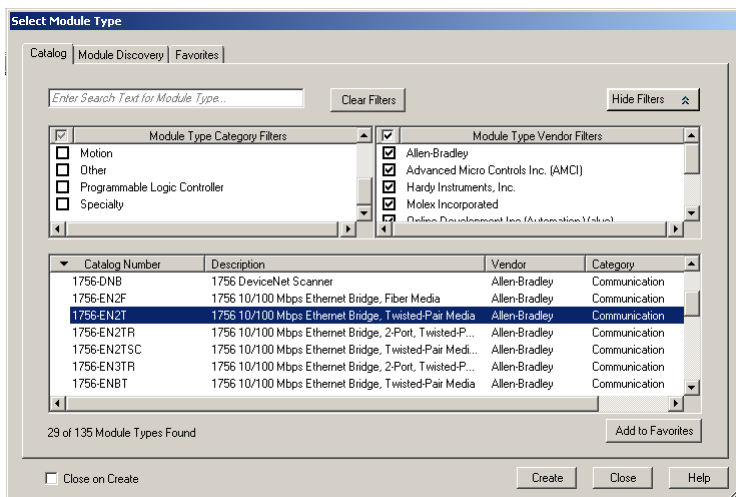 Select Module Type
Catalog Module Discovery Favorites
Enter Search Text for Module Type...
Clear Filters
Hide Filters
Module Type Category Filters
Motion
Other
Programmable Logic Controller
Specialty
Module Type Vendor Filters
Allen-Bradley
Advanced Micro Controls Inc. (AMCI)
Hardy Instruments, Inc.
Molex Incorporated
Online Development Inc (Automation Value)
Catalog Number Description Vendor Category
1756-DNB 1756 DeviceNet Scanner Allen-Bradley Communication
1756-EN2F 1756 10/100 Mbps Ethernet Bridge, Fiber Media Allen-Bradley Communication
1756-EN2T 1756 10/100 Mbps Ethernet Bridge, Twisted-Pair Media Allen-Bradley Communication
1756-EN2TR 1756 10/100 Mbps Ethernet Bridge, 2-Port, Twisted-P... Allen-Bradley Communication
1756-EN2TSC 1756 10/100 Mbps Ethernet Bridge, Twisted-Pair Medi... Allen-Bradley Communication
1756-EN3TR 1756 10/100 Mbps Ethernet Bridge, 2-Port, Twisted-P... Allen-Bradley Communication
1756-ENBT 1756 10/100 Mbps Ethernet Bridge, Twisted-Pair Media Allen-Bradley Communication
29 of 135 Module Types Found
Add to Favorites
Close on Create
Create Close Help